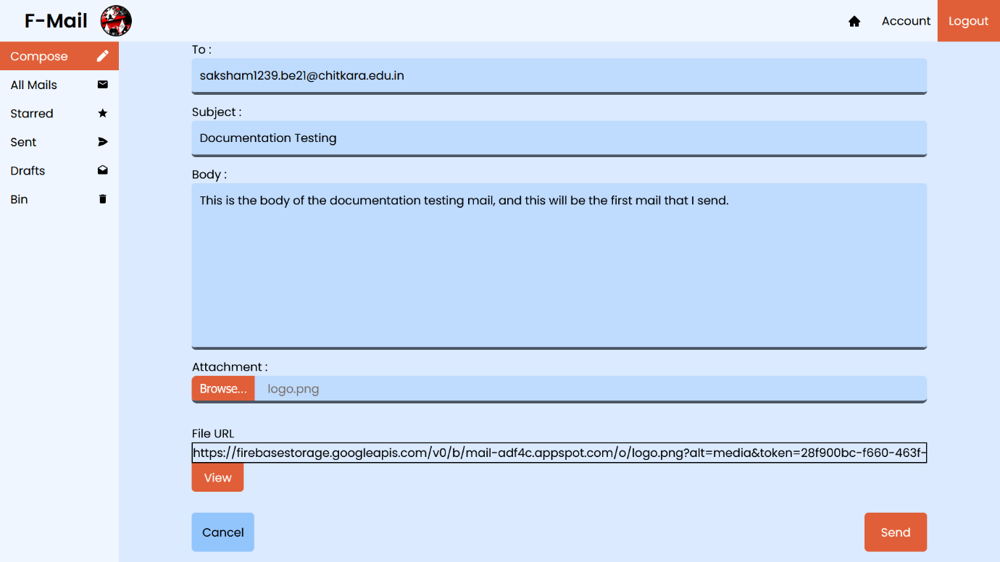 F-Mail
Account
Logout
Compose
All Mails
Starred
Sent
Drafts
Bin
To :
saksham1239.be21@chitkara.edu.in
Subject :
Documentation Testing
Body :
This is the body of the documentation testing mail, and this will be the first mail that I send.
Attachment :
Browse... logo.png
File URL
https://firebasestorage.googleapis.com/v0/b/mail-adf4c.appspot.com/o/logo.png?alt=media&token=28f900bc-f660-463f-
View
Cancel
Send